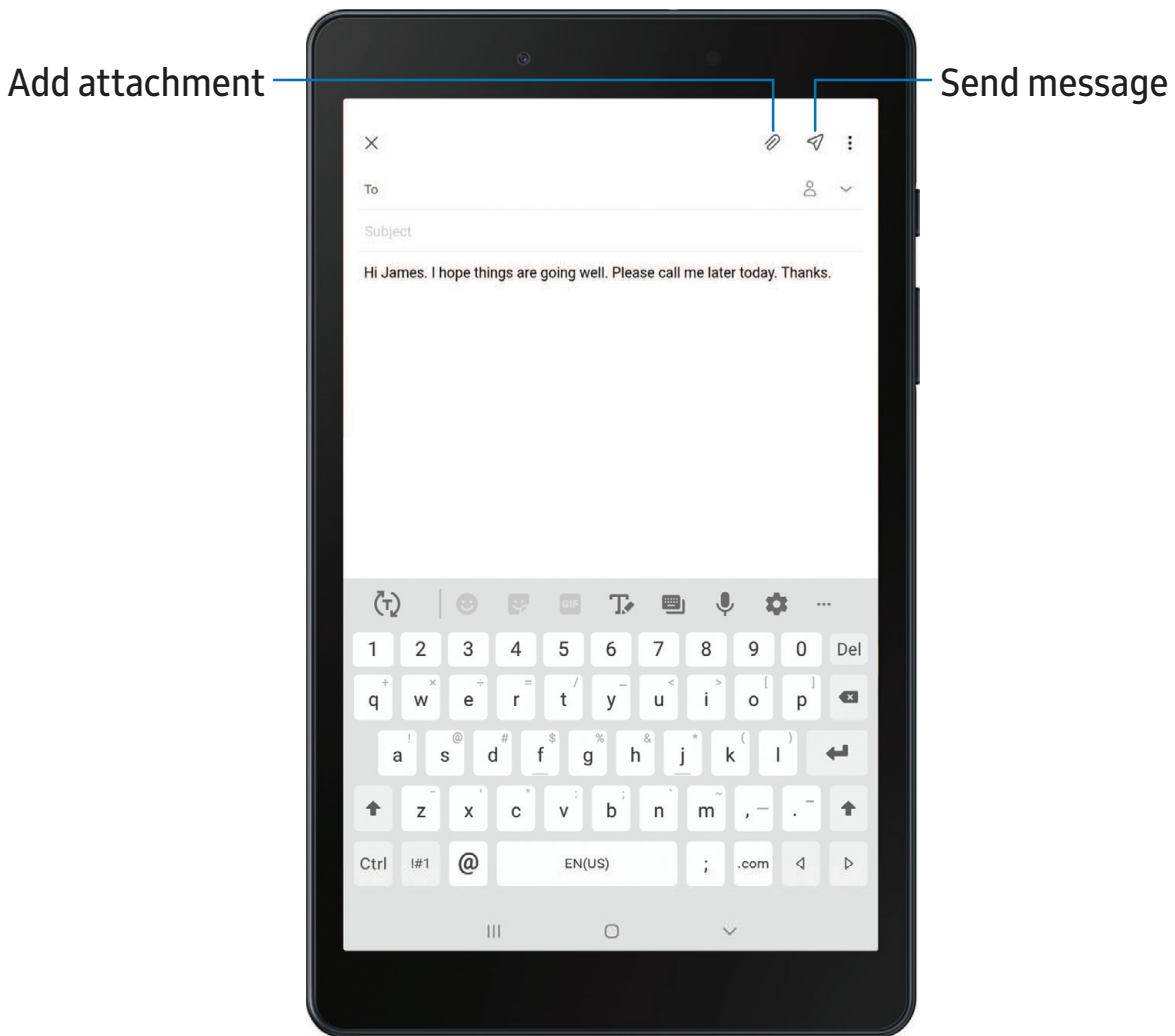 Add attachment
Send message
To
Subject
Hi James. I hope things are going well. Please call me later today. Thanks.
T GIF T
1 2 3 4 5 6 7 8 9 0 Del
+ × ÷ = / _ < > [ ]
q w e r t y u i o p
! @ # $ % & * ( )
a s d f g h j k l
- ' " : ; ` ~ — –
z x c v b n m , .
Ctrl !#1 @ EN(US) ; .com